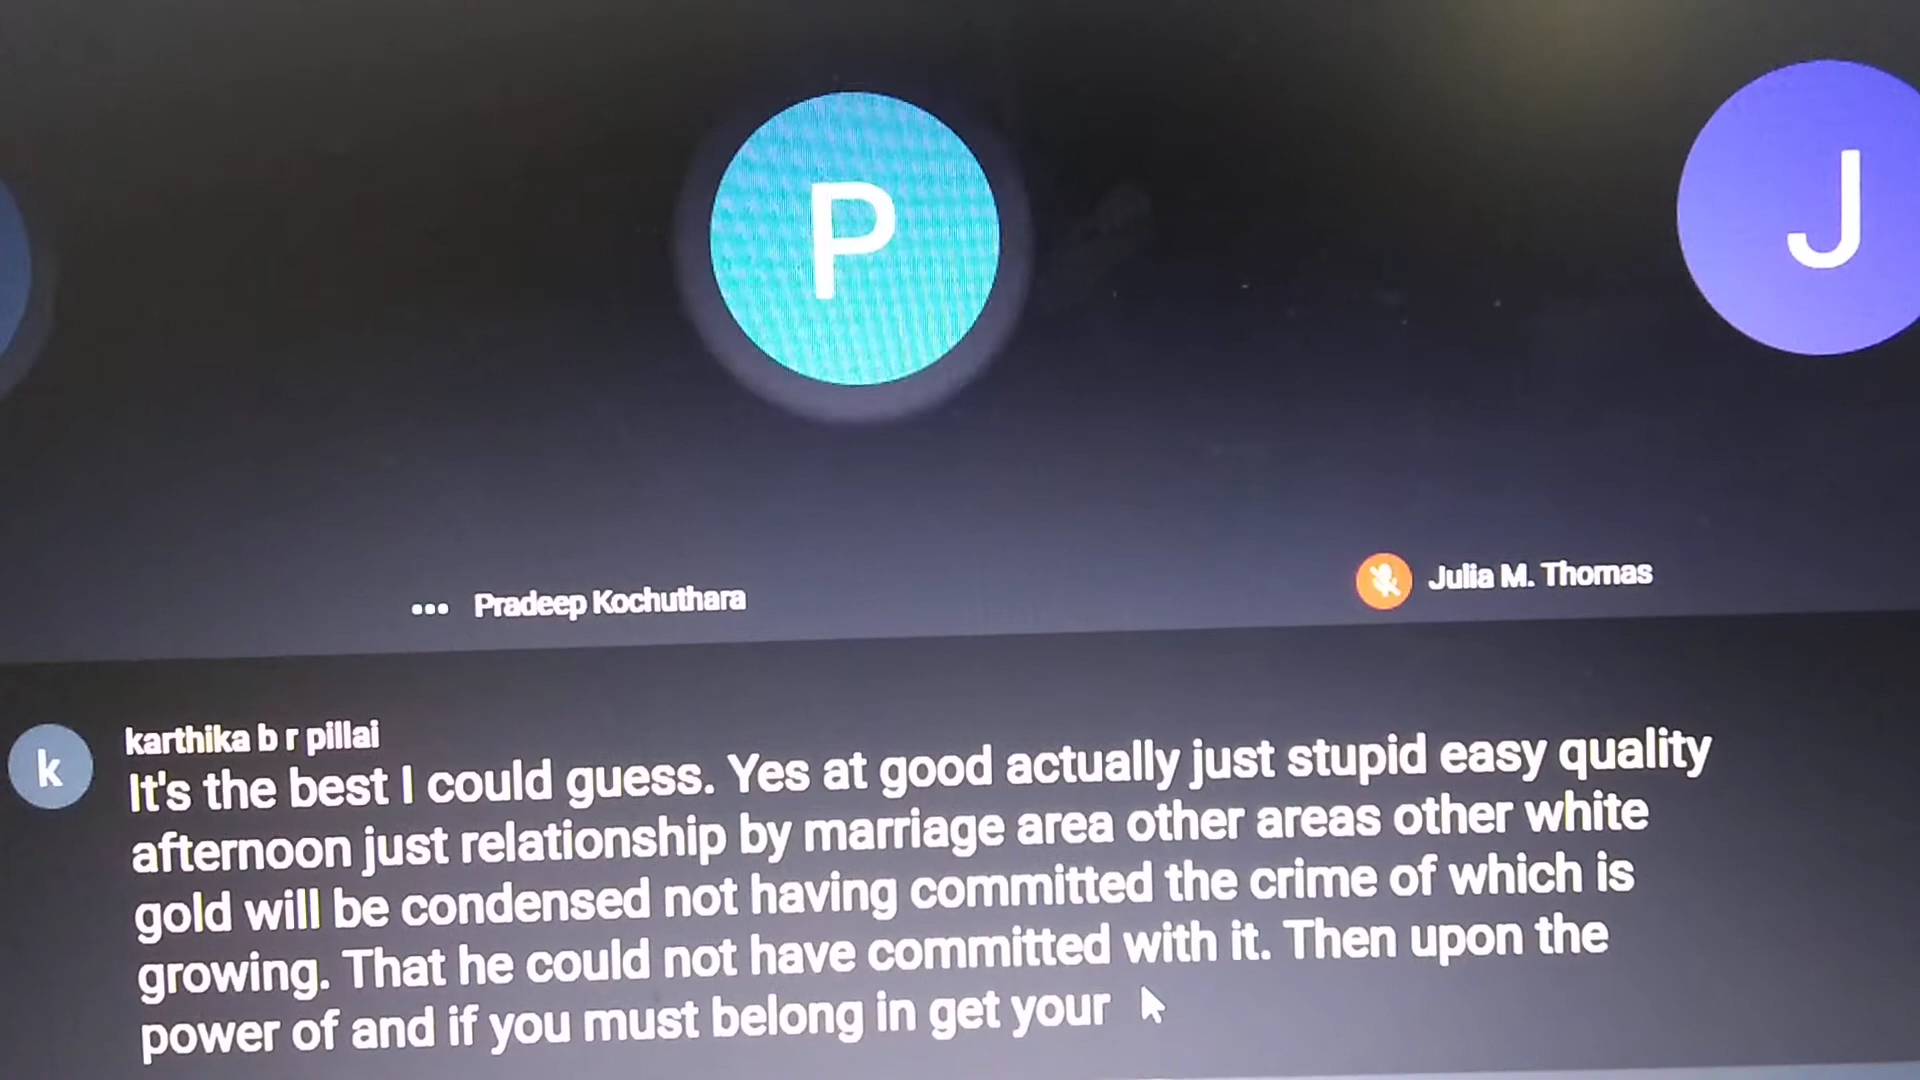 P
J
Pradeep Kochuthara
Julia M. Thomas
k
karthika b r pillai
It's the best I could guess. Yes at good actually just stupid easy quality
afternoon just relationship by marriage area other areas other white
gold will be condensed not having committed the crime of which is
growing. That he could not have committed with it. Then upon the
power of and if you must belong in get your